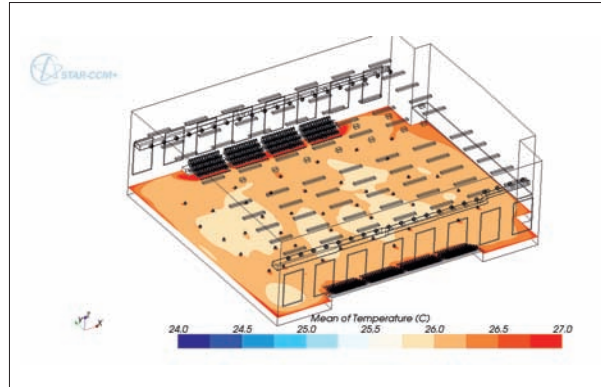 STAR-CCM+
Z
Y
X
Mean of Temperature (C)
24.0 24.5 25.0 25.5 26.0 26.5 27.0